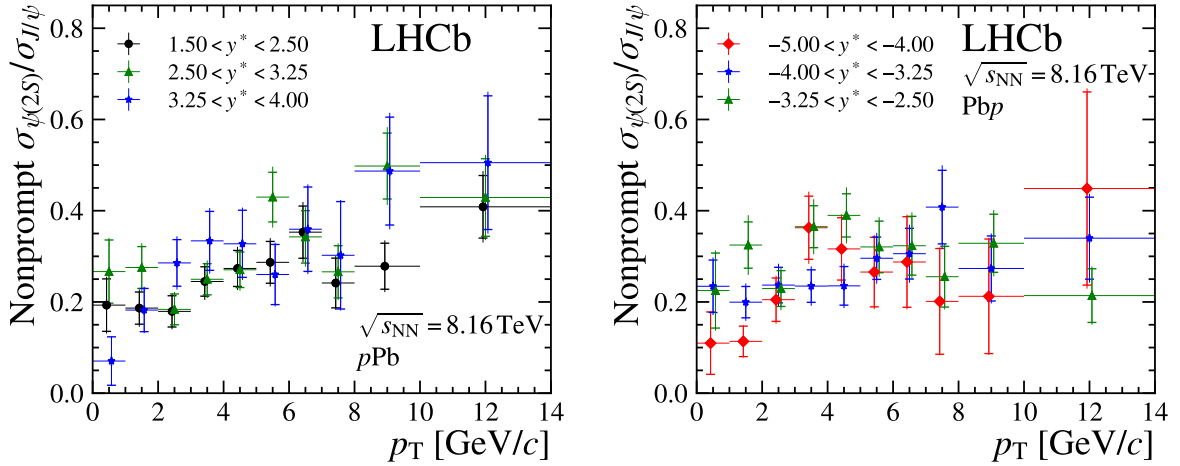 Nonprompt σψ(2S)/σJ/ψ
0.8
0.6
0.4
0.2
0.0
1.50 < y* < 2.50
2.50 < y* < 3.25
3.25 < y* < 4.00
LHCb
√sNN = 8.16 TeV
pPb
0 2 4 6 8 10 12 14
pT [GeV/c]
Nonprompt σψ(2S)/σJ/ψ
0.8
0.6
0.4
0.2
0.0
−5.00 < y* < −4.00
−4.00 < y* < −3.25
−3.25 < y* < −2.50
LHCb
√sNN = 8.16 TeV
Pbp
0 2 4 6 8 10 12 14
pT [GeV/c]